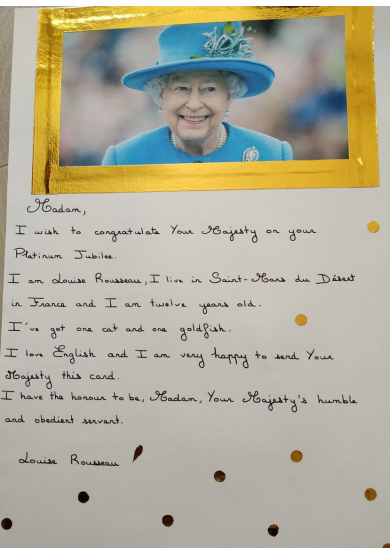 Madam,
I wish to congratulate Your Majesty on your
Platinum Jubilee.
I am Louise Rousseau, I live in Saint-Mars du Désert
in France and I am twelve years old.
I've got one cat and one goldfish.
I love English and I am very happy to send Your
Majesty this card.
I have the honour to be, Madam, Your Majesty's humble
and obedient servant.
Louise Rousseau